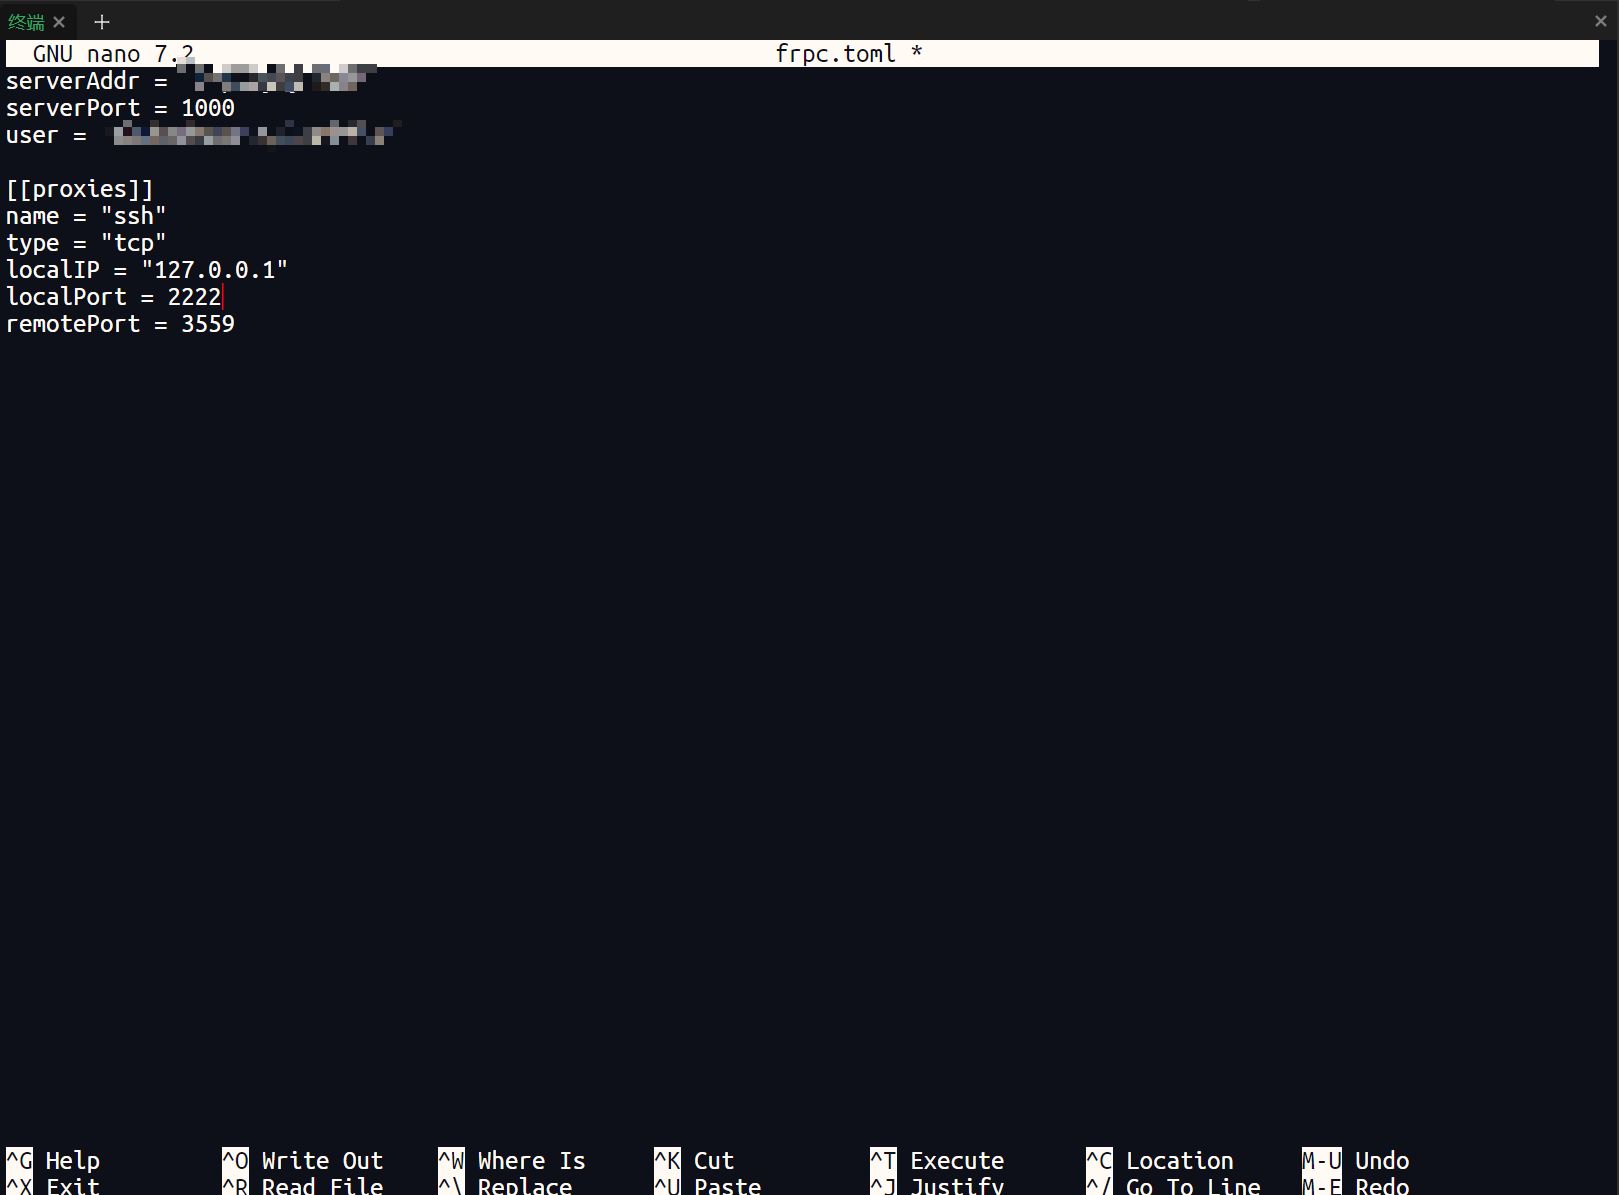 终端
GNU nano 7.2 frpc.toml *
serverAddr =
serverPort = 1000
user =
[[proxies]]
name = "ssh"
type = "tcp"
localIP = "127.0.0.1"
localPort = 2222
remotePort = 3559
^G Help ^O Write Out ^W Where Is ^K Cut ^T Execute ^C Location M-U Undo
^X Exit ^R Read File ^\ Replace ^U Paste ^J Justify ^/ Go To Line M-E Redo